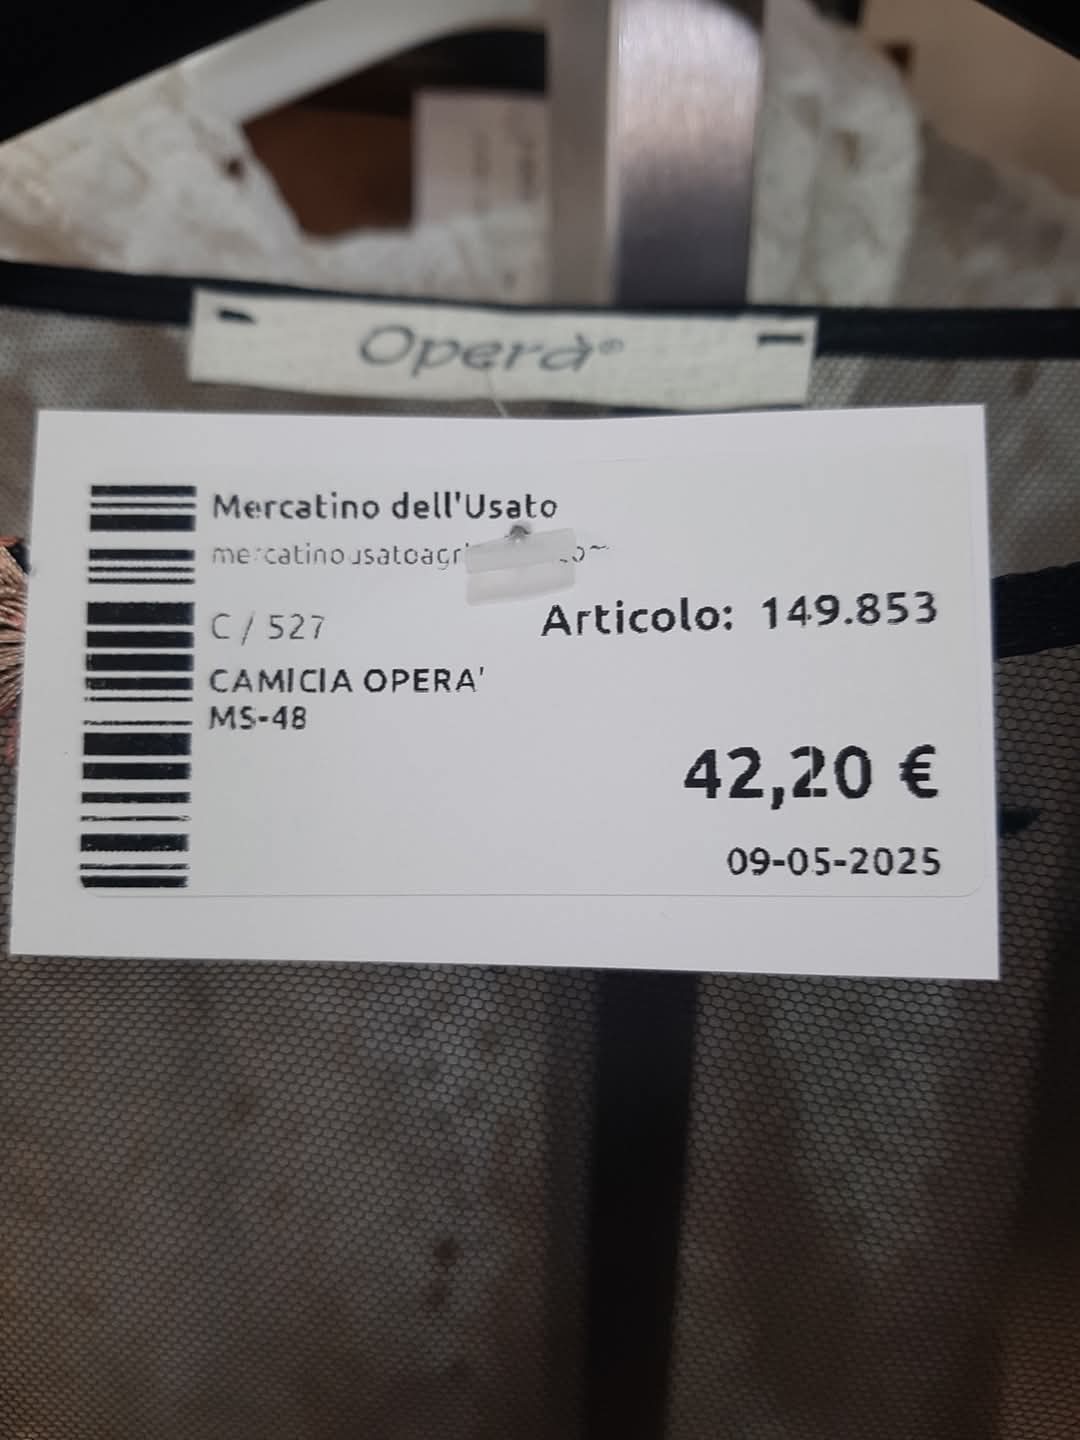 Operà®
Mercatino dell'Usato
C / 527
Articolo: 149.853
CAMICIA OPERA'
MS-48
42,20 €
09-05-2025